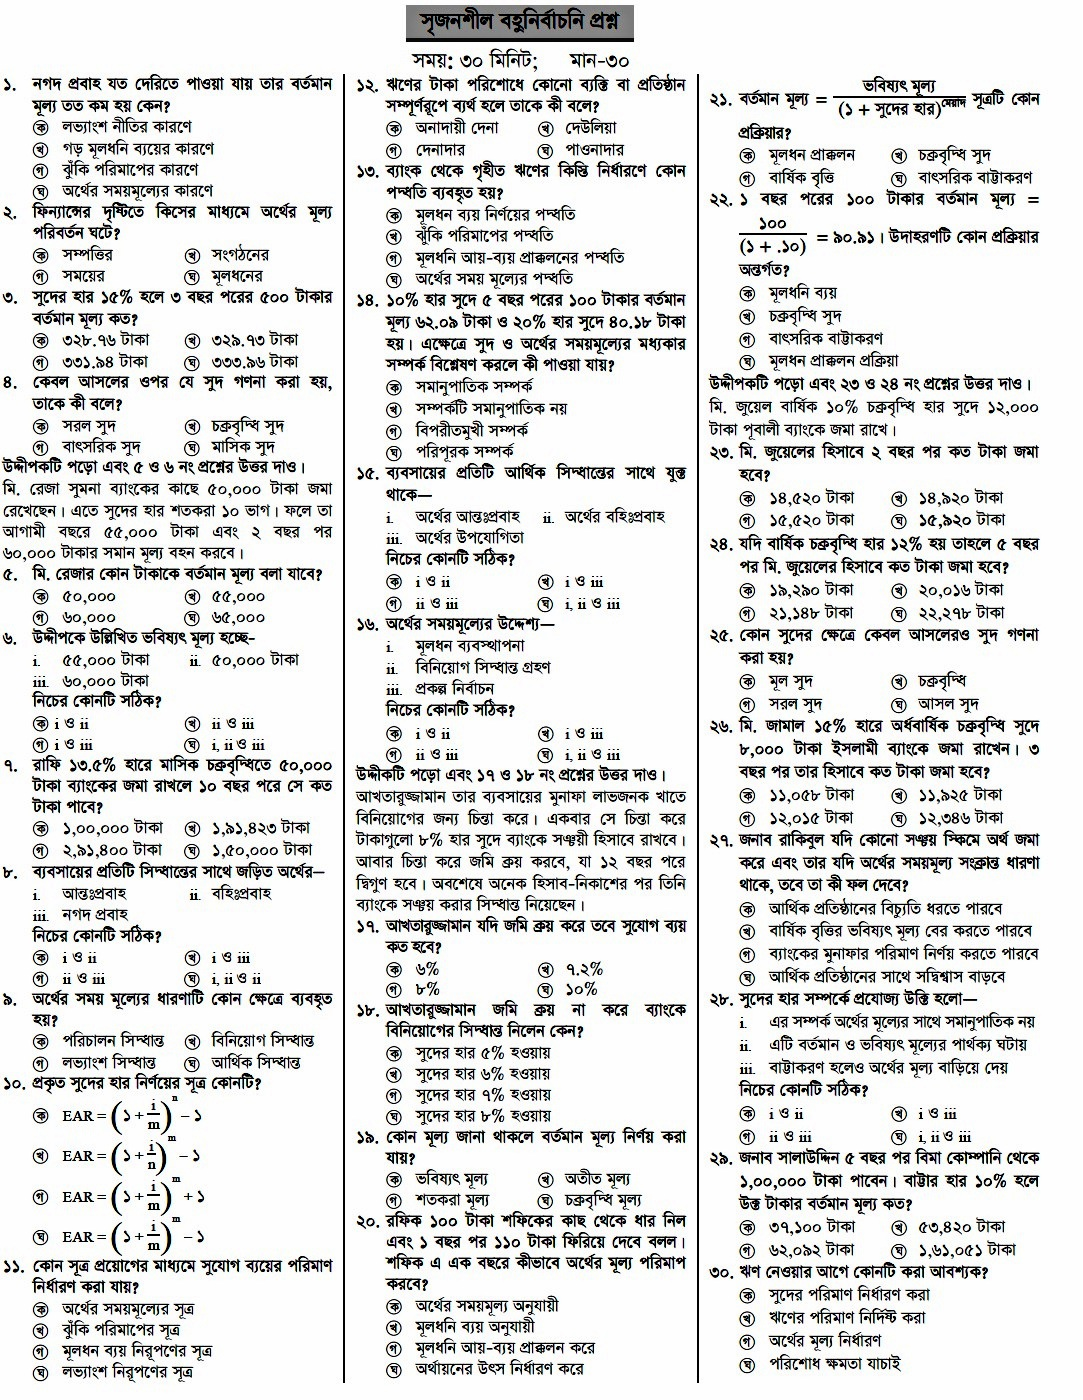 সৃজনশীল বহুনির্বাচনি প্রশ্ন
সময়: ৩০ মিনিট; মান-৩০
১. নগদ প্রবাহ যত দেরিতে পাওয়া যায় তার বর্তমান
মূল্য তত কম হয় কেন?
ক লভ্যাংশ নীতির কারণে
খ গড় মূলধনি ব্যয়ের কারণে
গ ঝুঁকি পরিমাপের কারণে
ঘ অর্থের সময়মূল্যের কারণে
২. ফিন্যান্সের দৃষ্টিতে কিসের মাধ্যমে অর্থের মূল্য
পরিবর্তন ঘটে?
ক সম্পত্তির খ সংগঠনের
গ সময়ের ঘ মূলধনের
৩. সুদের হার ১৫% হলে ৩ বছর পরের ৫০০ টাকার
বর্তমান মূল্য কত?
ক ৩২৮.৭৬ টাকা খ ৩২৯.৭৩ টাকা
গ ৩৩১.৯৪ টাকা ঘ ৩৩৩.৯৬ টাকা
৪. কেবল আসলের ওপর যে সুদ গণনা করা হয়,
তাকে কী বলে?
ক সরল সুদ খ চক্রবৃদ্ধি সুদ
গ বাৎসরিক সুদ ঘ মাসিক সুদ
উদ্দীপকটি পড়ো এবং ৫ ও ৬ নং প্রশ্নের উত্তর দাও।
মি. রেজা সুমনা ব্যাংকের কাছে ৫০,০০০ টাকা জমা
রেখেছেন। এতে সুদের হার শতকরা ১০ ভাগ। ফলে তা
আগামী বছরে ৫৫,০০০ টাকা এবং ২ বছর পর
৬০,০০০ টাকার সমান মূল্য বহন করবে।
৫. মি. রেজার কোন টাকাকে বর্তমান মূল্য বলা যাবে?
ক ৫০,০০০ খ ৫৫,০০০
গ ৬০,০০০ ঘ ৬৫,০০০
৬. উদ্দীপকে উল্লিখিত ভবিষ্যৎ মূল্য হচ্ছে-
i. ৫৫,০০০ টাকা ii. ৫০,০০০ টাকা
iii. ৬০,০০০ টাকা
নিচের কোনটি সঠিক?
ক i ও ii খ ii ও iii
গ i ও iii ঘ i, ii ও iii
৭. রাফি ১৩.৫% হারে মাসিক চক্রবৃদ্ধিতে ৫০,০০০
টাকা ব্যাংকের জমা রাখলে ১০ বছর পরে সে কত
টাকা পাবে?
ক ১,০০,০০০ টাকা খ ১,৯১,৪২৩ টাকা
গ ২,৯১,৪০০ টাকা ঘ ১,৫০,০০০ টাকা
৮. ব্যবসায়ের প্রতিটি সিদ্ধান্তের সাথে জড়িত অর্থের—
i. আন্তঃপ্রবাহ ii. বহিঃপ্রবাহ
iii. নগদ প্রবাহ
নিচের কোনটি সঠিক?
ক i ও ii খ i ও iii
গ ii ও iii ঘ i, ii ও ii
৯. অর্থের সময় মূল্যের ধারণাটি কোন ক্ষেত্রে ব্যবহৃত
হয়?
ক পরিচালন সিদ্ধান্ত খ বিনিয়োগ সিদ্ধান্ত
গ লভ্যাংশ সিদ্ধান্ত ঘ আর্থিক সিদ্ধান্ত
১০. প্রকৃত সুদের হার নির্ণয়ের সূত্র কোনটি?
ক EAR = (১ + i/m)^n − ১
খ EAR = (১ + i/n)^m − ১
গ EAR = (১ + i/m)^m + ১
ঘ EAR = (১ + i/m)^m − ১
১১. কোন সূত্র প্রয়োগের মাধ্যমে সুযোগ ব্যয়ের পরিমাণ
নির্ধারণ করা যায়?
ক অর্থের সময়মূল্যের সূত্র
খ ঝুঁকি পরিমাপের সূত্র
গ মূলধন ব্যয় নিরূপণের সূত্র
ঘ লভ্যাংশ নিরূপণের সূত্র
১২. ঋণের টাকা পরিশোধে কোনো ব্যক্তি বা প্রতিষ্ঠান
সম্পূর্ণরূপে ব্যর্থ হলে তাকে কী বলে?
ক অনাদায়ী দেনা খ দেউলিয়া
গ দেনাদার ঘ পাওনাদার
১৩. ব্যাংক থেকে গৃহীত ঋণের কিস্তি নির্ধারণে কোন
পদ্ধতি ব্যবহৃত হয়?
ক মূলধন ব্যয় নির্ণয়ের পদ্ধতি
খ ঝুঁকি পরিমাপের পদ্ধতি
গ মূলধনি আয়-ব্যয় প্রাক্কলনের পদ্ধতি
ঘ অর্থের সময় মূল্যের পদ্ধতি
১৪. ১০% হার সুদে ৫ বছর পরের ১০০ টাকার বর্তমান
মূল্য ৬২.০৯ টাকা ও ২০% হার সুদে ৪০.১৮ টাকা
হয়। এক্ষেত্রে সুদ ও অর্থের সময়মূল্যের মধ্যকার
সম্পর্ক বিশ্লেষণ করলে কী পাওয়া যায়?
ক সমানুপাতিক সম্পর্ক
খ সম্পর্কটি সমানুপাতিক নয়
গ বিপরীতমুখী সম্পর্ক
ঘ পরিপূরক সম্পর্ক
১৫. ব্যবসায়ের প্রতিটি আর্থিক সিদ্ধান্তের সাথে যুক্ত
থাকে—
i. অর্থের আন্তঃপ্রবাহ ii. অর্থের বহিঃপ্রবাহ
iii. অর্থের উপযোগিতা
নিচের কোনটি সঠিক?
ক i ও ii খ i ও iii
গ ii ও iii ঘ i, ii ও iii
১৬. অর্থের সময়মূল্যের উদ্দেশ্য—
i. মূলধন ব্যবস্থাপনা
ii. বিনিয়োগ সিদ্ধান্ত গ্রহণ
iii. প্রকল্প নির্বাচন
নিচের কোনটি সঠিক?
ক i ও ii খ i ও iii
গ ii ও iii ঘ i, ii ও iii
উদ্দীকটি পড়ো এবং ১৭ ও ১৮ নং প্রশ্নের উত্তর দাও।
আখতারুজ্জামান তার ব্যবসায়ের মুনাফা লাভজনক খাতে
বিনিয়োগের জন্য চিন্তা করে। একবার সে চিন্তা করে
টাকাগুলো ৮% হার সুদে ব্যাংকে সঞ্চয়ী হিসাবে রাখবে।
আবার চিন্তা করে জমি ক্রয় করবে, যা ১২ বছর পরে
দ্বিগুণ হবে। অবশেষে অনেক হিসাব-নিকাশের পর তিনি
ব্যাংকে সঞ্চয় করার সিদ্ধান্ত নিয়েছেন।
১৭. আখতারুজ্জামান যদি জমি ক্রয় করে তবে সুযোগ ব্যয়
কত হবে?
ক ৬% খ ৭.২%
গ ৮% ঘ ১০%
১৮. আখতারুজ্জামান জমি ক্রয় না করে ব্যাংকে
বিনিয়োগের সিদ্ধান্ত নিলেন কেন?
ক সুদের হার ৫% হওয়ায়
খ সুদের হার ৬% হওয়ায়
গ সুদের হার ৭% হওয়ায়
ঘ সুদের হার ৮% হওয়ায়
১৯. কোন মূল্য জানা থাকলে বর্তমান মূল্য নির্ণয় করা
যায়?
ক ভবিষ্যৎ মূল্য খ অতীত মূল্য
গ শতকরা মূল্য ঘ চক্রবৃদ্ধি মূল্য
২০. রফিক ১০০ টাকা শফিকের কাছ থেকে ধার নিল
এবং ১ বছর পর ১১০ টাকা ফিরিয়ে দেবে বলল।
শফিক এ এক বছরে কীভাবে অর্থের মূল্য পরিমাপ
করবে?
ক অর্থের সময়মূল্য অনুযায়ী
খ মূলধনি ব্যয় অনুযায়ী
গ মূলধনি আয়-ব্যয় প্রাক্কলন করে
ঘ অর্থায়নের উৎস নির্ধারণ করে
২১. বর্তমান মূল্য = ভবিষ্যৎ মূল্য / (১ + সুদের হার)^মেয়াদ সূত্রটি কোন
প্রক্রিয়ার?
ক মূলধন প্রাক্কলন খ চক্রবৃদ্ধি সুদ
গ বার্ষিক বৃত্তি ঘ বাৎসরিক বাট্টাকরণ
২২. ১ বছর পরের ১০০ টাকার বর্তমান মূল্য =
১০০ / (১ + .১০) = ৯০.৯১। উদাহরণটি কোন প্রক্রিয়ার
অন্তর্গত?
ক মূলধনি ব্যয়
খ চক্রবৃদ্ধি সুদ
গ বাৎসরিক বাট্টাকরণ
ঘ মূলধন প্রাক্কলন প্রক্রিয়া
উদ্দীপকটি পড়ো এবং ২৩ ও ২৪ নং প্রশ্নের উত্তর দাও।
মি. জুয়েল বার্ষিক ১০% চক্রবৃদ্ধি হার সুদে ১২,০০০
টাকা পূবালী ব্যাংকে জমা রাখে।
২৩. মি. জুয়েলের হিসাবে ২ বছর পর কত টাকা জমা
হবে?
ক ১৪,৫২০ টাকা খ ১৪,৯২০ টাকা
গ ১৫,৫২০ টাকা ঘ ১৫,৯২০ টাকা
২৪. যদি বার্ষিক চক্রবৃদ্ধি হার ১২% হয় তাহলে ৫ বছর
পর মি. জুয়েলের হিসাবে কত টাকা জমা হবে?
ক ১৯,২৯০ টাকা খ ২০,০১৬ টাকা
গ ২১,১৪৮ টাকা ঘ ২২,২৭৮ টাকা
২৫. কোন সুদের ক্ষেত্রে কেবল আসলেরও সুদ গণনা
করা হয়?
ক মূল সুদ খ চক্রবৃদ্ধি
গ সরল সুদ ঘ আসল সুদ
২৬. মি. জামাল ১৫% হারে অর্ধবার্ষিক চক্রবৃদ্ধি সুদে
৮,০০০ টাকা ইসলামী ব্যাংকে জমা রাখেন। ৩
বছর পর তার হিসাবে কত টাকা জমা হবে?
ক ১১,০৫৮ টাকা খ ১১,৯২৫ টাকা
গ ১২,০১৫ টাকা ঘ ১২,৩৪৬ টাকা
২৭. জনাব রাকিবুল যদি কোনো সঞ্চয় স্কিমে অর্থ জমা
করে এবং তার যদি অর্থের সময়মূল্য সংক্রান্ত ধারণা
থাকে, তবে তা কী ফল দেবে?
ক আর্থিক প্রতিষ্ঠানের বিচ্যুতি ধরতে পারবে
খ বার্ষিক বৃত্তির ভবিষ্যৎ মূল্য বের করতে পারবে
গ ব্যাংকের মুনাফার পরিমাণ নির্ণয় করতে পারবে
ঘ আর্থিক প্রতিষ্ঠানের সাথে সদ্বিশ্বাস বাড়বে
২৮. সুদের হার সম্পর্কে প্রযোজ্য উক্তি হলো—
i. এর সম্পর্ক অর্থের মূল্যের সাথে সমানুপাতিক নয়
ii. এটি বর্তমান ও ভবিষ্যৎ মূল্যের পার্থক্য ঘটায়
iii. বাট্টাকরণ হলেও অর্থের মূল্য বাড়িয়ে দেয়
নিচের কোনটি সঠিক?
ক i ও ii খ i ও iii
গ ii ও iii ঘ i, ii ও iii
২৯. জনাব সালাউদ্দিন ৫ বছর পর বিমা কোম্পানি থেকে
১,০০,০০০ টাকা পাবেন। বাট্টার হার ১০% হলে
উক্ত টাকার বর্তমান মূল্য কত?
ক ৩৭,১০০ টাকা খ ৫৩,৪২০ টাকা
গ ৬২,০৯২ টাকা ঘ ১,৬১,০৫১ টাকা
৩০. ঋণ নেওয়ার আগে কোনটি করা আবশ্যক?
ক সুদের পরিমাণ নির্ধারণ করা
খ ঋণের পরিমাণ নির্দিষ্ট করা
গ অর্থের মূল্য নির্ধারণ
ঘ পরিশোধ ক্ষমতা যাচাই